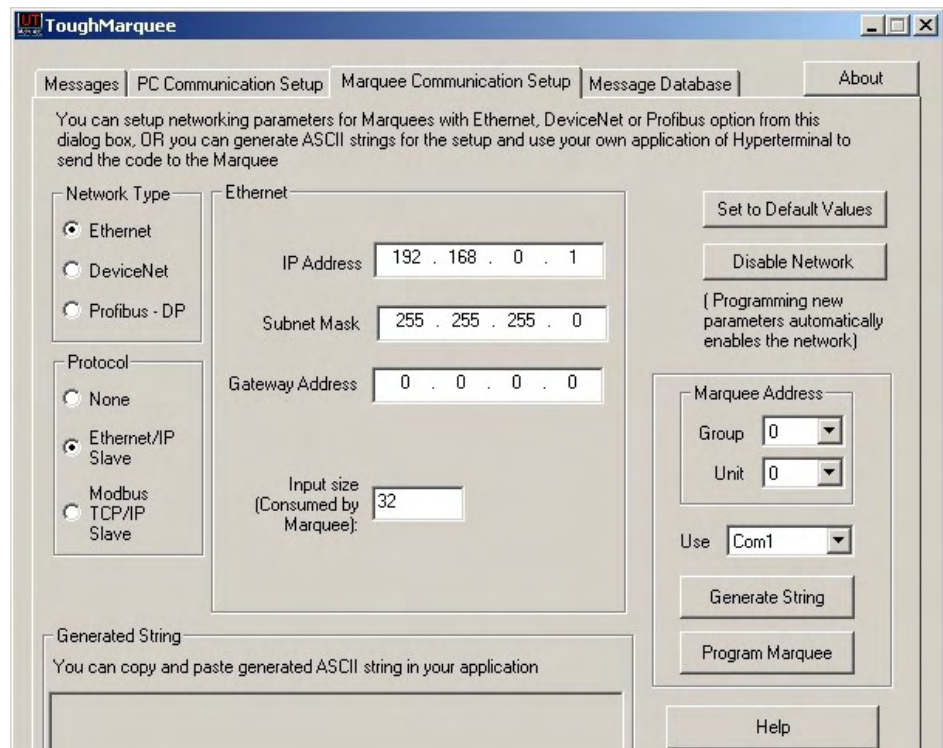 UT
ToughMarquee
Messages
PC Communication Setup
Marquee Communication Setup
Message Database
About
You can setup networking parameters for Marquees with Ethernet, DeviceNet or Profibus option from this
dialog box, OR you can generate ASCII strings for the setup and use your own application of Hyperterminal to
send the code to the Marquee
Network Type
Ethernet
DeviceNet
Profibus - DP
Protocol
None
Ethernet/IP
Slave
Modbus
TCP/IP
Slave
Ethernet
IP Address 192 . 168 . 0 . 1
Subnet Mask 255 . 255 . 255 . 0
Gateway Address 0 . 0 . 0 . 0
Input size
(Consumed by
Marquee):
32
Set to Default Values
Disable Network
( Programming new
parameters automatically
enables the network)
Marquee Address
Group 0
Unit 0
Use Com1
Generate String
Program Marquee
Help
Generated String
You can copy and paste generated ASCII string in your application